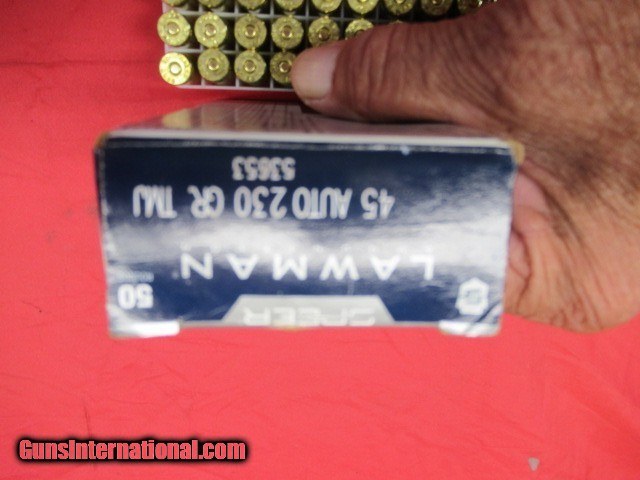 SPEER
LAWMAN®
50
45 AUTO 230 GR. TMJ
53653
GunsInternational.com